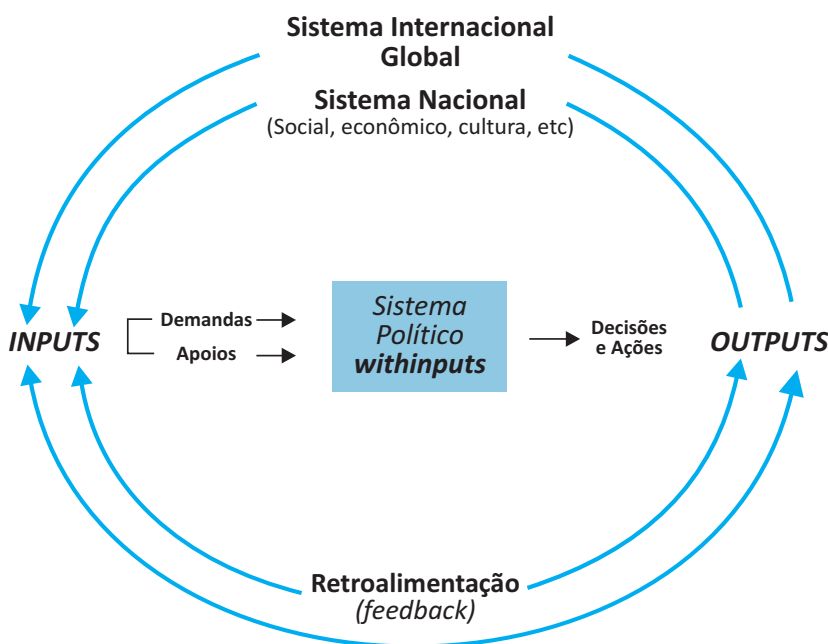 Sistema Internacional
Global
Sistema Nacional
(Social, econômico, cultura, etc)
INPUTS
Demandas
Apoios
Sistema
Político
withinputs
Decisões
e Ações
OUTPUTS
Retroalimentação
(feedback)